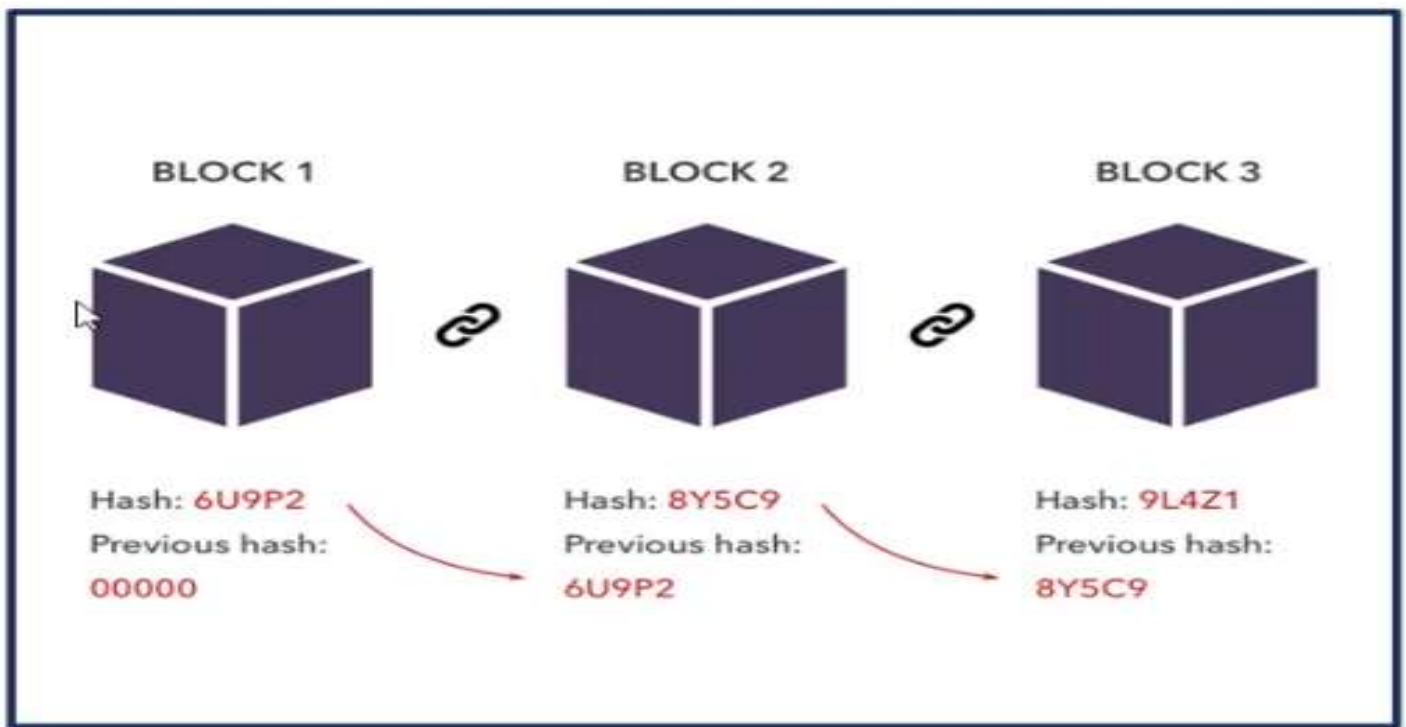 BLOCK 1
BLOCK 2
BLOCK 3
Hash: 6U9P2
Previous hash:
00000
Hash: 8Y5C9
Previous hash:
6U9P2
Hash: 9L4Z1
Previous hash:
8Y5C9